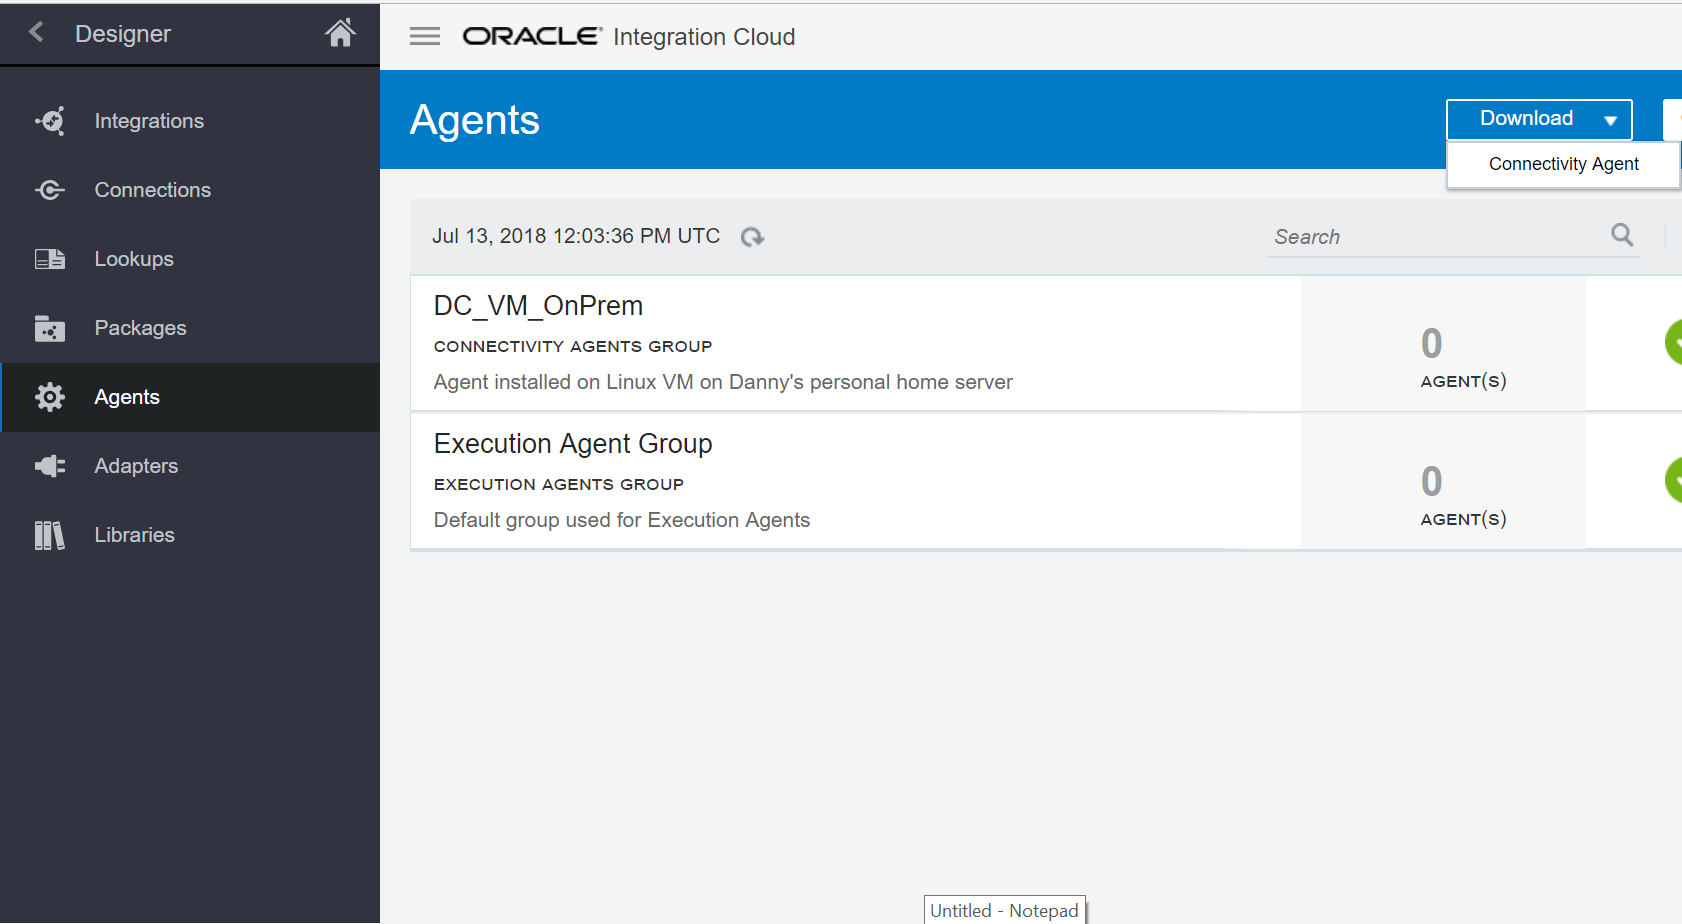 Designer
ORACLE Integration Cloud
Integrations
Connections
Lookups
Packages
Agents
Adapters
Libraries
Agents
Download
Connectivity Agent
Jul 13, 2018 12:03:36 PM UTC
Search
DC_VM_OnPrem
CONNECTIVITY AGENTS GROUP
Agent installed on Linux VM on Danny's personal home server
0
AGENT(S)
Execution Agent Group
EXECUTION AGENTS GROUP
Default group used for Execution Agents
0
AGENT(S)
Untitled - Notepad